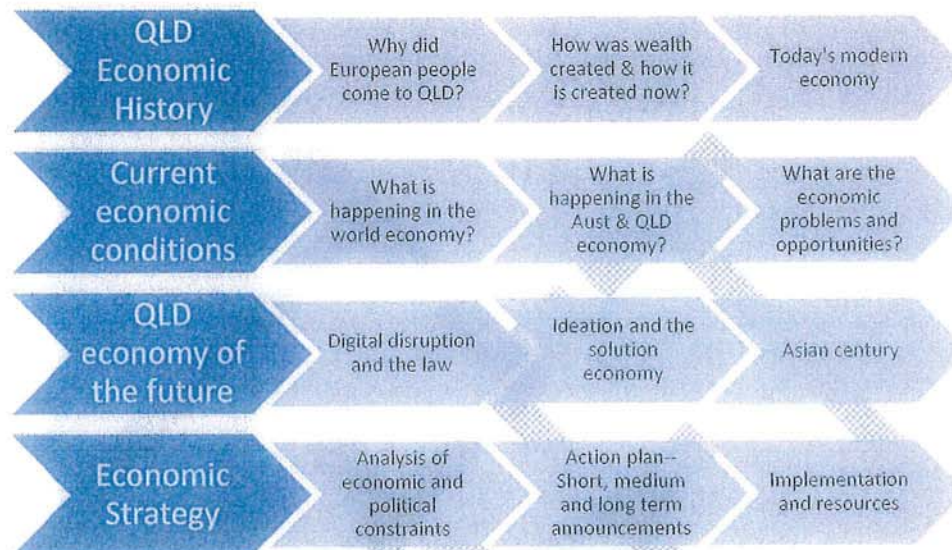 QLD
Economic
History
Why did
European people
come to QLD?
How was wealth
created & how it
is created now?
Today's modern
economy
Current
economic
conditions
What is
happening in the
world economy?
What is
happening in the
Aust & QLD
economy?
What are the
economic
problems and
opportunities?
QLD
economy of
the future
Digital disruption
and the law
Ideation and the
solution
economy
Asian century
Economic
Strategy
Analysis of
economic and
political
constraints
Action plan--
Short, medium
and long term
announcements
Implementation
and resources